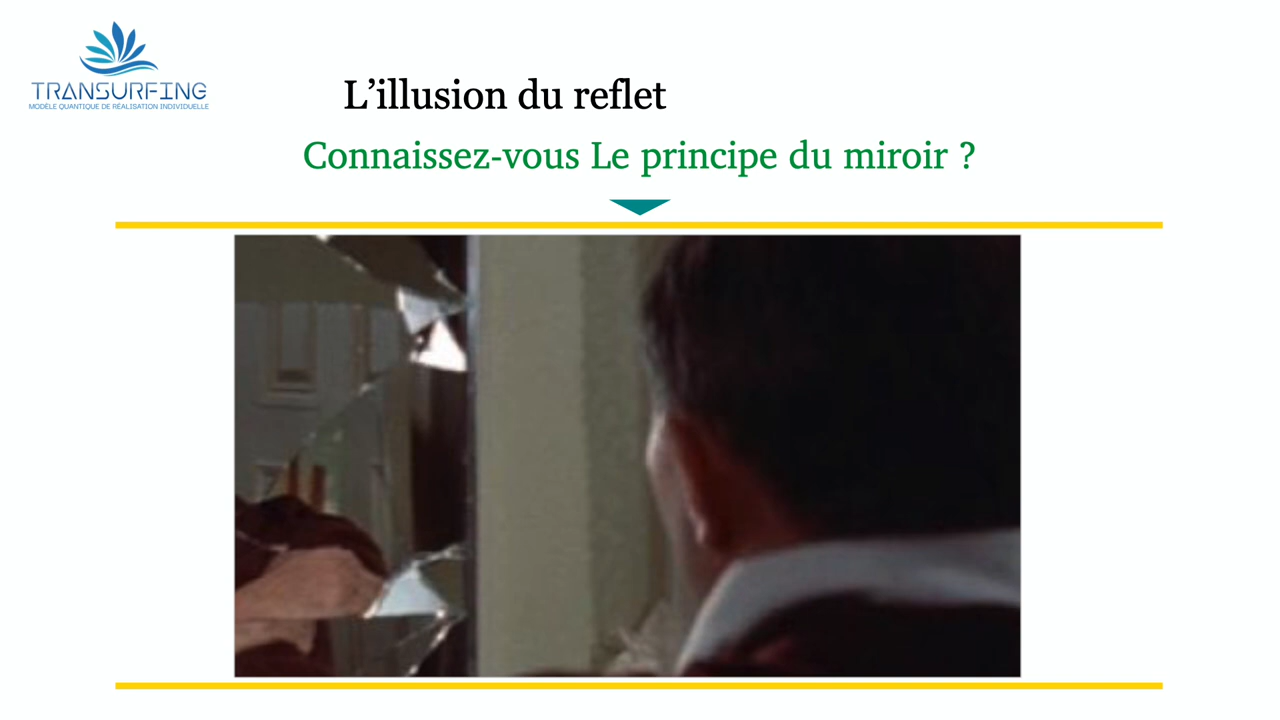 TRANSURFING
MODÈLE QUANTIQUE DE RÉALISATION INDIVIDUELLE
L’illusion du reflet
Connaissez-vous Le principe du miroir ?